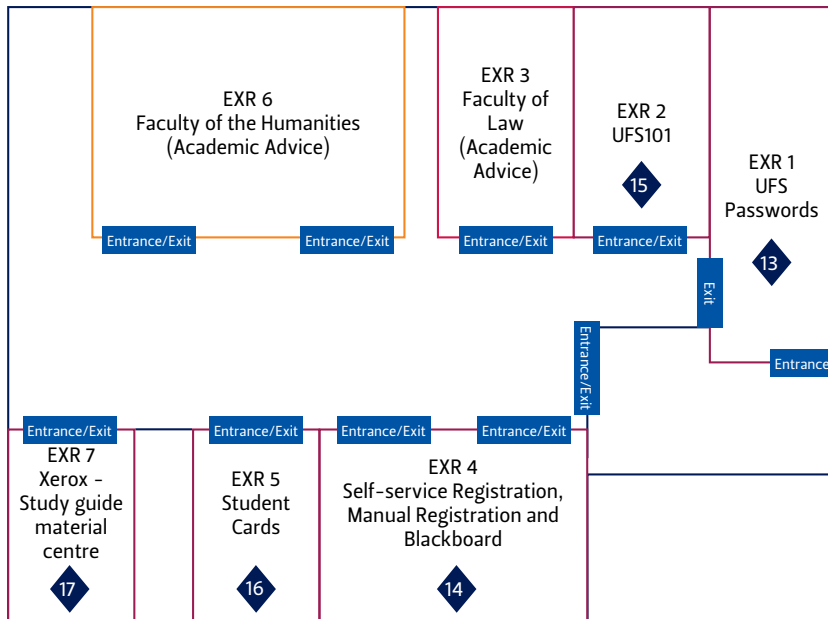 EXR 6
Faculty of the Humanities
(Academic Advice)
Entrance/Exit
Entrance/Exit
EXR 3
Faculty of
Law
(Academic
Advice)
Entrance/Exit
EXR 2
UFS101
15
Entrance/Exit
EXR 1
UFS
Passwords
13
Exit
Entrance
Entrance/Exit
Entrance/Exit
EXR 7
Xerox -
Study guide
material
centre
17
Entrance/Exit
EXR 5
Student
Cards
16
Entrance/Exit
Entrance/Exit
EXR 4
Self-service Registration,
Manual Registration and
Blackboard
14